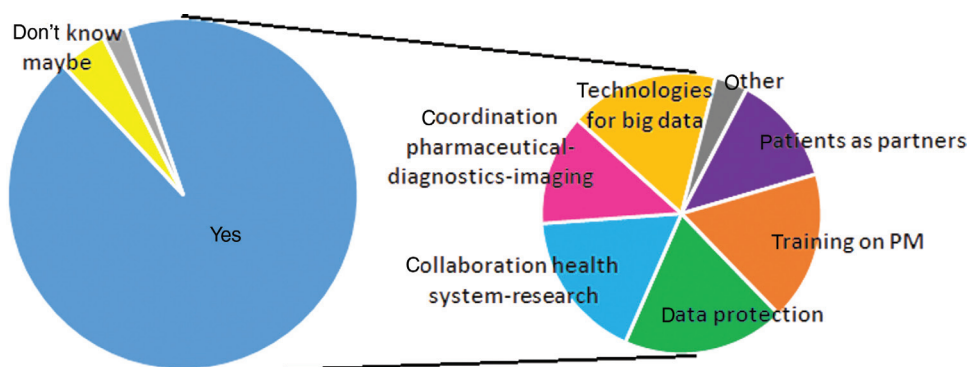 Don't know
maybe
Yes
Technologies
for big data
Other
Coordination
pharmaceutical-
diagnostics-imaging
Patients as partners
Training on PM
Collaboration health
system-research
Data protection